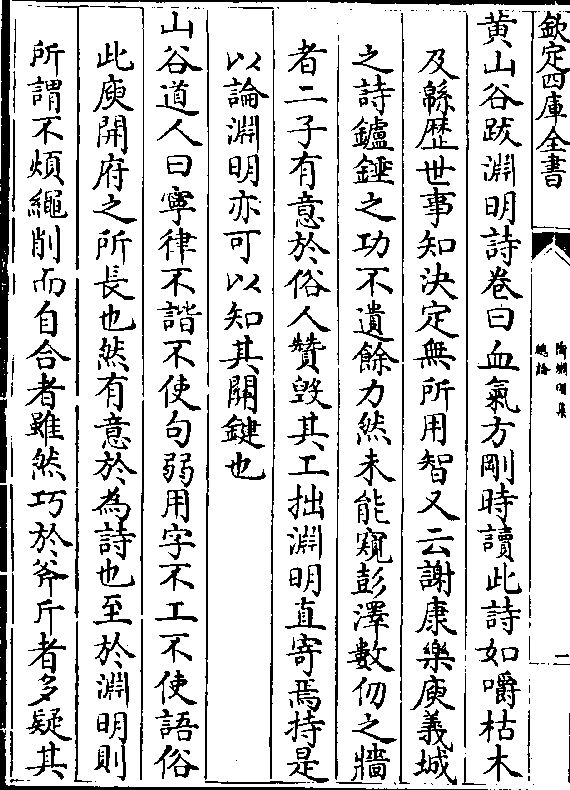 欽定四庫全書
陶淵明集
總論
一
黄山谷跋淵明詩卷曰血氣方剛時讀此詩如嚼枯木
及緜歴世事知決定無所用智又云謝康樂庾義城
之詩鑪錘之功不遺餘力然未能窺彭澤數仞之牆
者二子有意於俗人贊毁其工拙淵明直寄焉持是
以論淵明亦可以知其關鍵也
山谷道人曰寧律不諧不使句弱用字不工不使語俗
此庾開府之所長也然有意於為詩也至於淵明則
所謂不煩繩削而自合者雖然巧於斧斤者多疑其